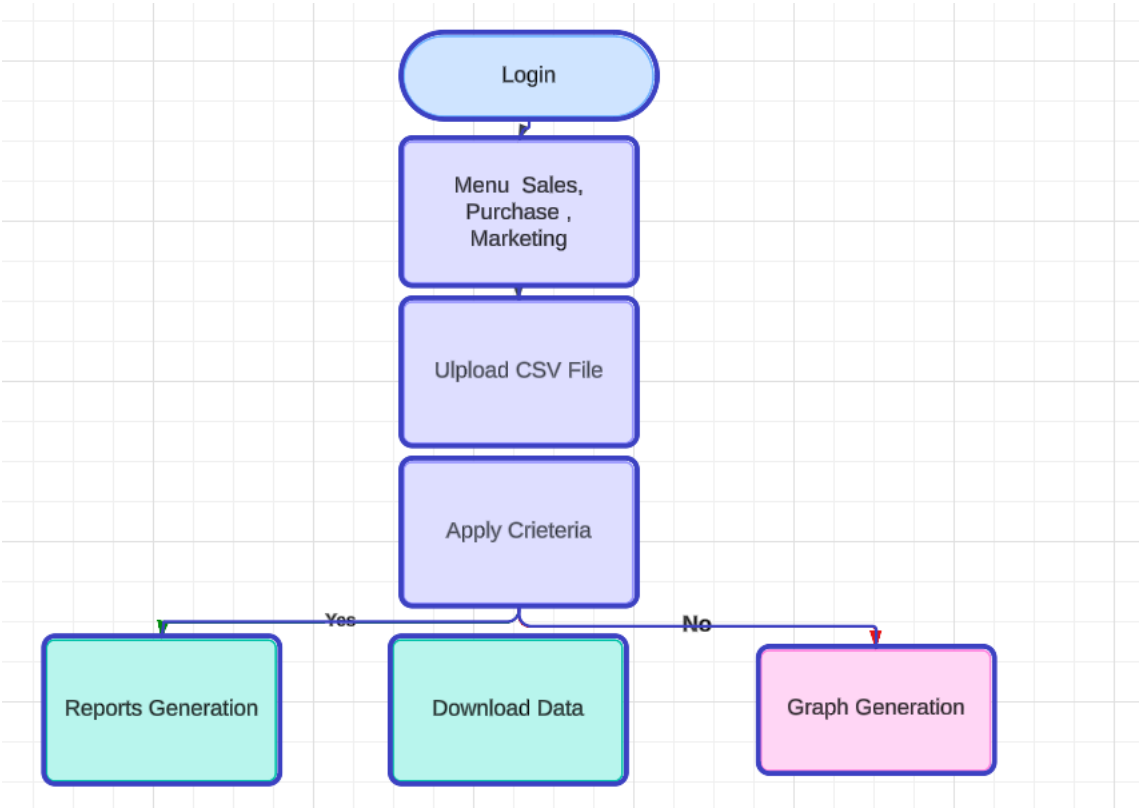 Login
Menu  Sales,
Purchase ,
Marketing
Ulpload CSV File
Apply Crieteria
Yes
No
Reports Generation
Download Data
Graph Generation